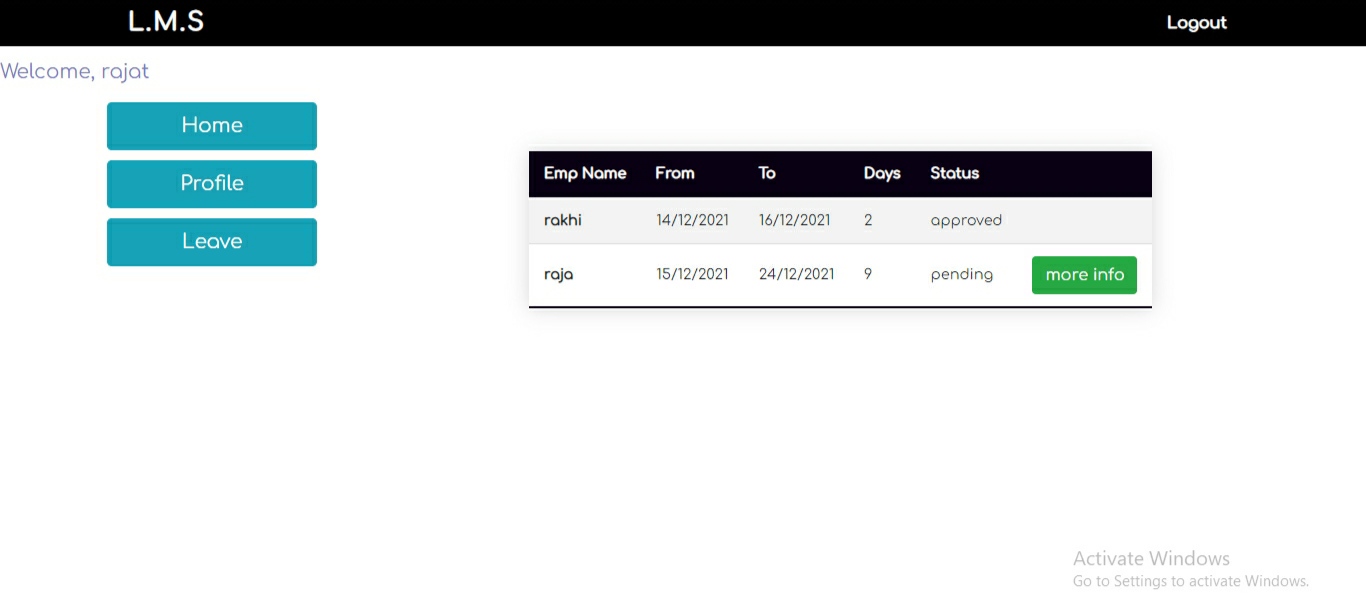 L.M.S Logout
Welcome, rajat
Home
Profile
Leave
Emp Name From To Days Status
rakhi 14/12/2021 16/12/2021 2 approved
raja 15/12/2021 24/12/2021 9 pending more info
Activate Windows
Go to Settings to activate Windows.